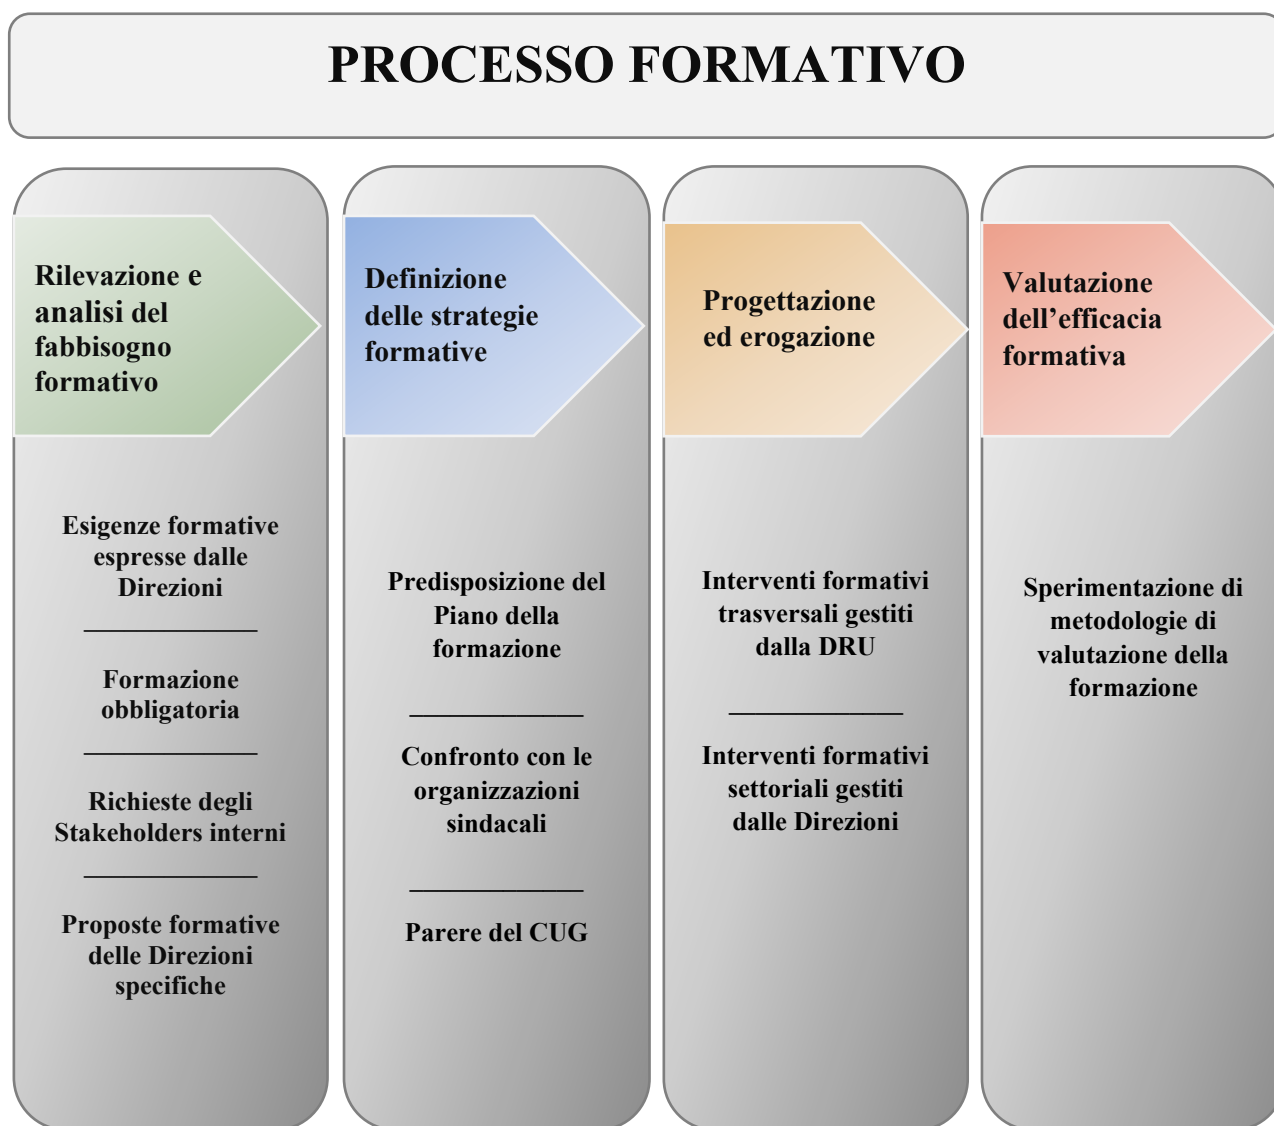 PROCESSO FORMATIVO
Rilevazione e
analisi del
fabbisogno
formativo
Esigenze formative
espresse dalle
Direzioni
Formazione
obbligatoria
Richieste degli
Stakeholders interni
Proposte formative
delle Direzioni
specifiche
Definizione
delle strategie
formative
Predisposizione del
Piano della
formazione
Confronto con le
organizzazioni
sindacali
Parere del CUG
Progettazione
ed erogazione
Interventi formativi
trasversali gestiti
dalla DRU
Interventi formativi
settoriali gestiti
dalle Direzioni
Valutazione
dell’efficacia
formativa
Sperimentazione di
metodologie di
valutazione della
formazione